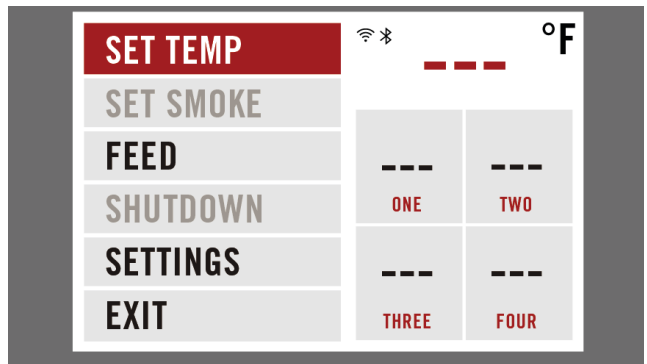 SET TEMP
SET SMOKE
FEED
SHUTDOWN
SETTINGS
EXIT
°F
---
---
ONE
---
TWO
---
THREE
---
FOUR